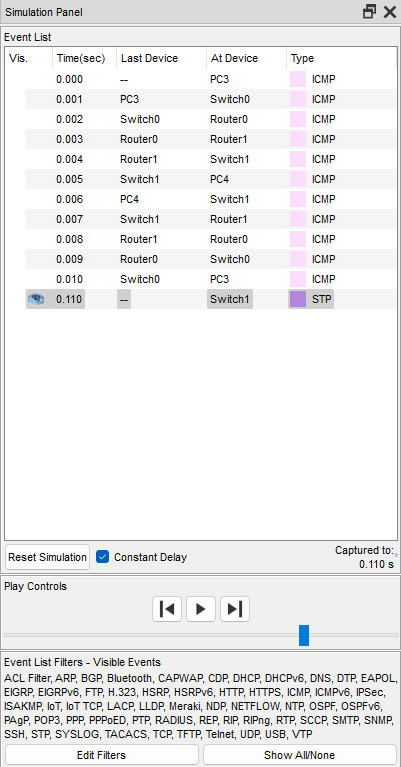 Simulation Panel
Event List
Vis. Time(sec) Last Device At Device Type
0.000 -- PC3 ICMP
0.001 PC3 Switch0 ICMP
0.002 Switch0 Router0 ICMP
0.003 Router0 Router1 ICMP
0.004 Router1 Switch1 ICMP
0.005 Switch1 PC4 ICMP
0.006 PC4 Switch1 ICMP
0.007 Switch1 Router1 ICMP
0.008 Router1 Router0 ICMP
0.009 Router0 Switch0 ICMP
0.010 Switch0 PC3 ICMP
0.110 -- Switch1 STP
Reset Simulation Constant Delay Captured to:*
0.110 s
Play Controls
Event List Filters - Visible Events
ACL Filter, ARP, BGP, Bluetooth, CAPWAP, CDP, DHCP, DHCPv6, DNS, DTP, EAPOL,
EIGRP, EIGRPv6, FTP, H.323, HSRP, HSRPv6, HTTP, HTTPS, ICMP, ICMPv6, IPSec,
ISAKMP, IoT, IoT TCP, LACP, LLDP, Meraki, NDP, NETFLOW, NTP, OSPF, OSPFv6,
PAgP, POP3, PPP, PPPoED, PTP, RADIUS, REP, RIP, RIPng, RTP, SCCP, SMTP, SNMP,
SSH, STP, SYSLOG, TACACS, TCP, TFTP, Telnet, UDP, USB, VTP
Edit Filters Show All/None